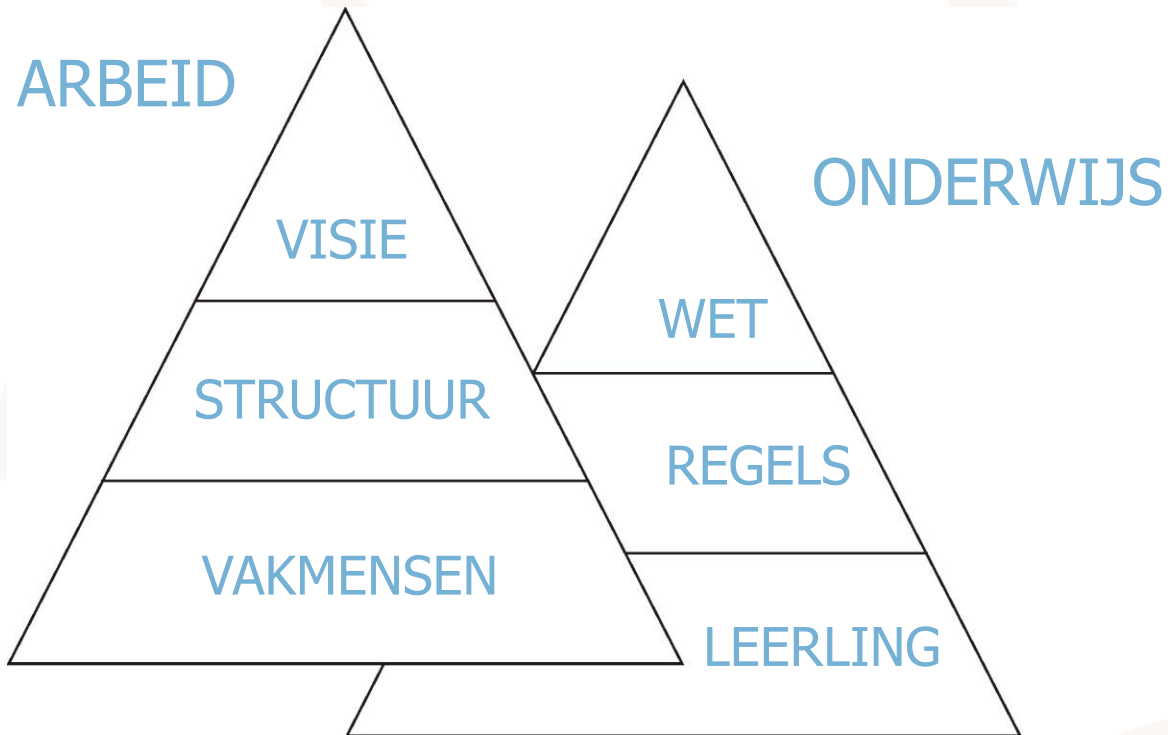 ARBEID
VISIE
STRUCTUUR
VAKMENSEN
ONDERWIJS
WET
REGELS
LEERLING